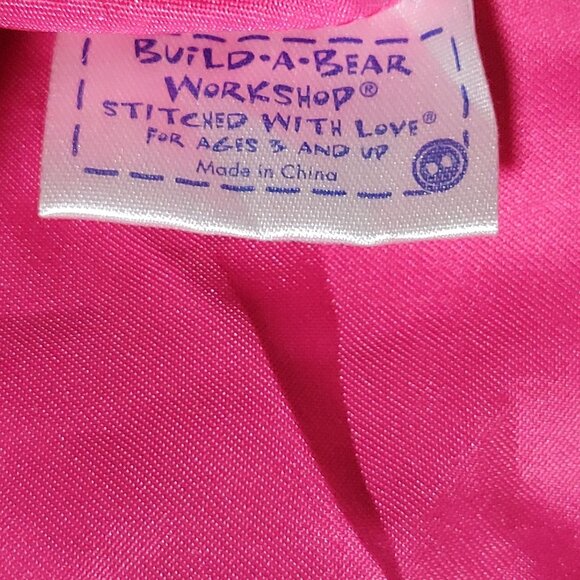 BUILD-A-BEAR
WORKSHOP®
STITCHED WITH LOVE®
FOR AGES 3 AND UP
Made in China